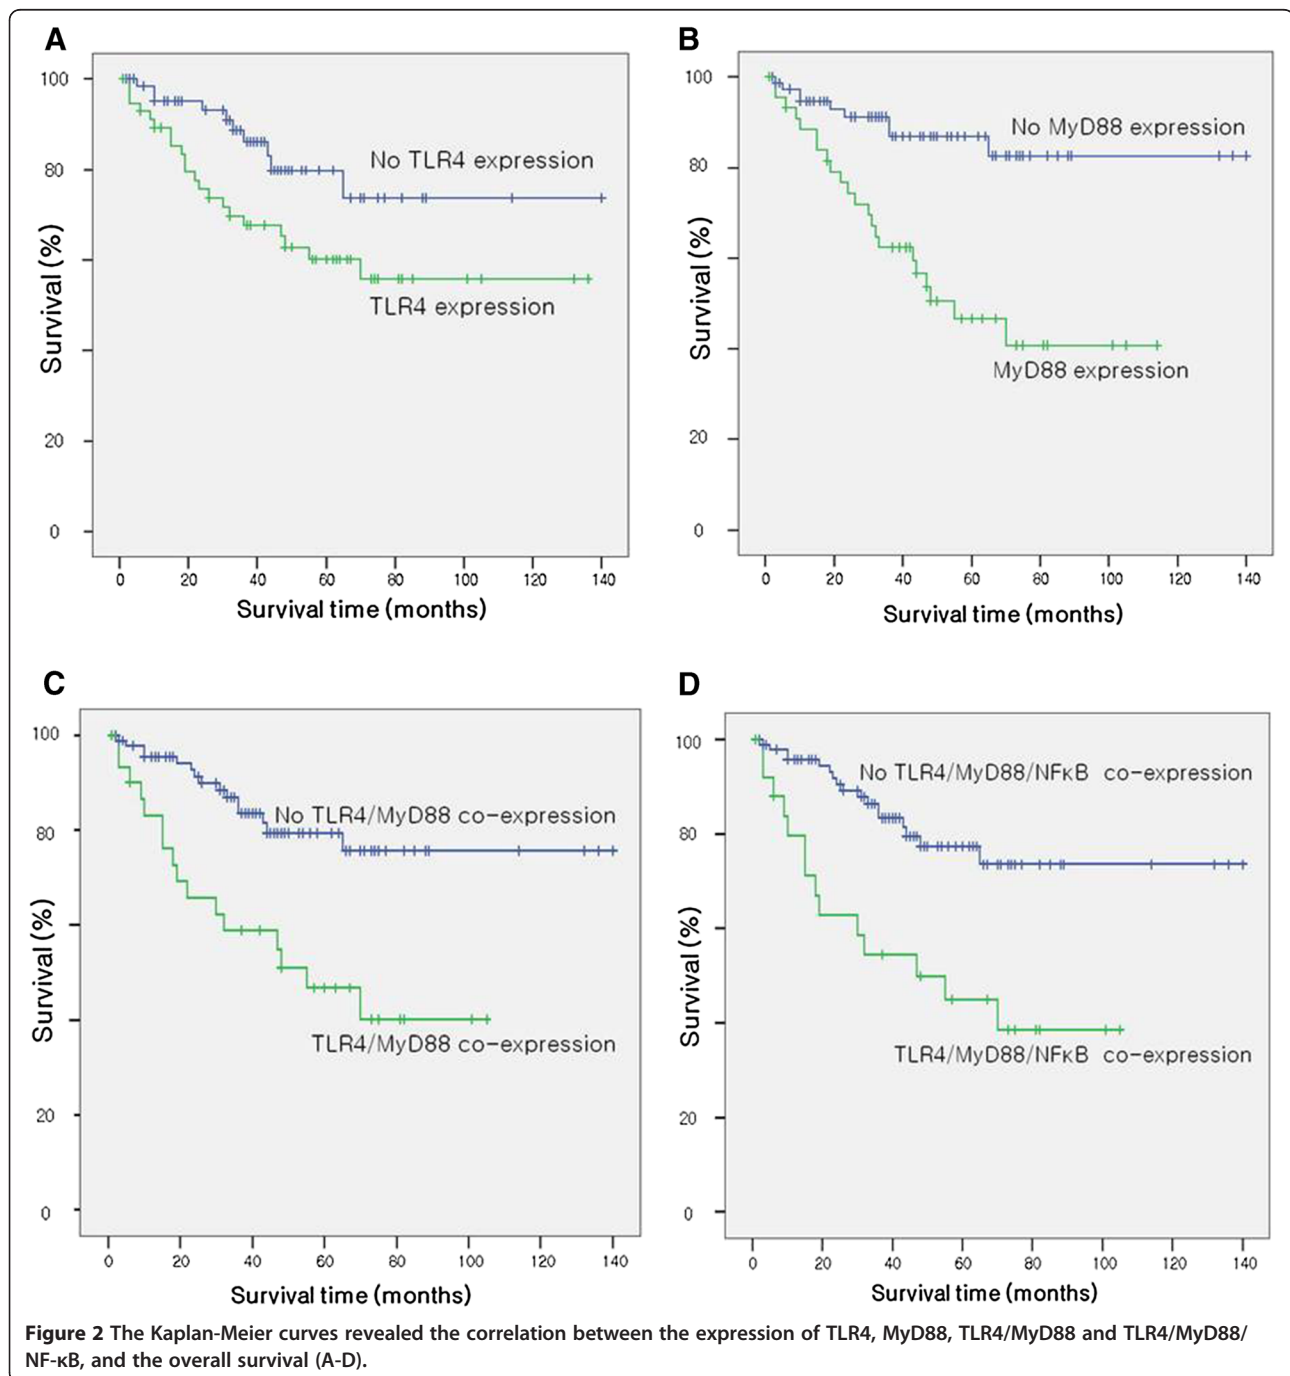 A
100
80
20
0
Survival (%)
No TLR4 expression
TLR4 expression
0 20 40 60 80 100 120 140
Survival time (months)
B
100
80
20
0
Survival (%)
No MyD88 expression
MyD88 expression
0 20 40 60 80 100 120 140
Survival time (months)
C
100
80
20
0
Survival (%)
No TLR4/MyD88 co-expression
TLR4/MyD88 co-expression
0 20 40 60 80 100 120 140
Survival time (months)
D
100
80
20
0
Survival (%)
No TLR4/MyD88/NFκB co-expression
TLR4/MyD88/NFκB co-expression
0 20 40 60 80 100 120 140
Survival time (months)
Figure 2 The Kaplan-Meier curves revealed the correlation between the expression of TLR4, MyD88, TLR4/MyD88 and TLR4/MyD88/
NF-κB, and the overall survival (A-D).